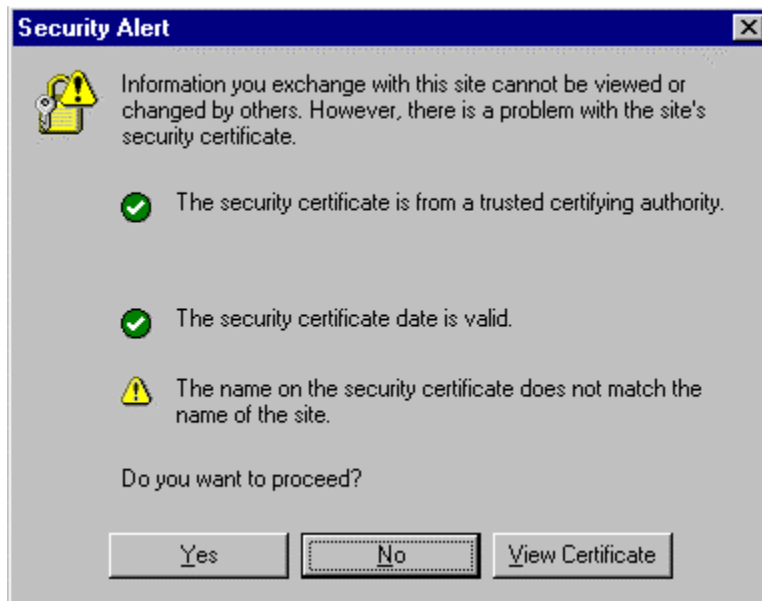 Security Alert
Information you exchange with this site cannot be viewed or
changed by others. However, there is a problem with the site's
security certificate.
The security certificate is from a trusted certifying authority.
The security certificate date is valid.
The name on the security certificate does not match the
name of the site.
Do you want to proceed?
Yes No View Certificate